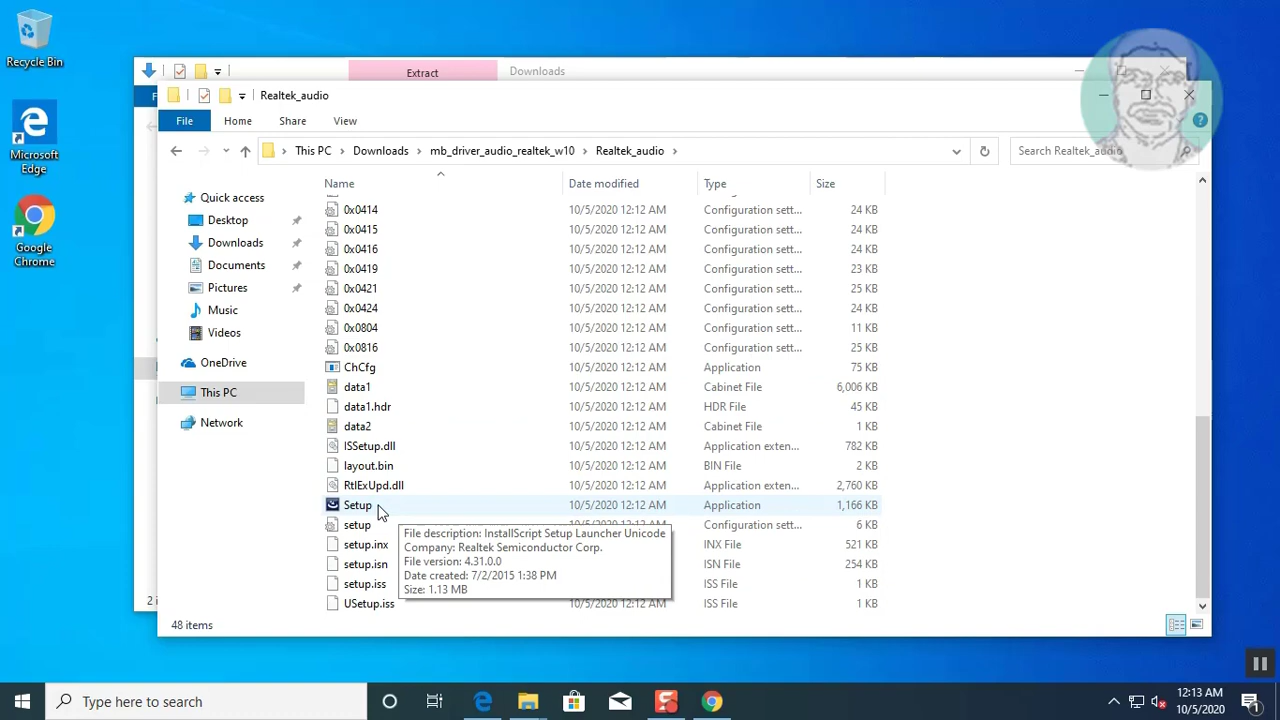 Recycle Bin
Microsoft
Edge
Google
Chrome
Extract
Downloads
F
Realtek_audio
File
Home
Share
View
This PC
Downloads
mb_driver_audio_realtek_w10
Realtek_audio
Search Realtek_audio
Name
Date modified
Type
Size
Quick access
Desktop
Downloads
Documents
Pictures
Music
Videos
OneDrive
This PC
Network
0x0414 10/5/2020 12:12 AM Configuration sett... 24 KB
0x0415 10/5/2020 12:12 AM Configuration sett... 24 KB
0x0416 10/5/2020 12:12 AM Configuration sett... 24 KB
0x0419 10/5/2020 12:12 AM Configuration sett... 23 KB
0x0421 10/5/2020 12:12 AM Configuration sett... 25 KB
0x0424 10/5/2020 12:12 AM Configuration sett... 25 KB
0x0804 10/5/2020 12:12 AM Configuration sett... 11 KB
0x0816 10/5/2020 12:12 AM Configuration sett... 25 KB
ChCfg 10/5/2020 12:12 AM Application 75 KB
data1 10/5/2020 12:12 AM Cabinet File 6,006 KB
data1.hdr 10/5/2020 12:12 AM HDR File 45 KB
data2 10/5/2020 12:12 AM Cabinet File 1 KB
ISSetup.dll 10/5/2020 12:12 AM Application exten... 782 KB
layout.bin 10/5/2020 12:12 AM BIN File 2 KB
RtlExUpd.dll 10/5/2020 12:12 AM Application exten... 2,760 KB
Setup 10/5/2020 12:12 AM Application 1,166 KB
setup 10/5/2020 12:12 AM Configuration sett... 6 KB
setup.inx INX File 521 KB
setup.isn ISN File 254 KB
setup.iss ISS File 3 KB
USetup.iss 10/5/2020 12:12 AM ISS File 1 KB
File description: InstallScript Setup Launcher Unicode
Company: Realtek Semiconductor Corp.
File version: 4.31.0.0
Date created: 7/2/2015 1:38 PM
Size: 1.13 MB
2 i
48 items
Type here to search
12:13 AM
10/5/2020
1